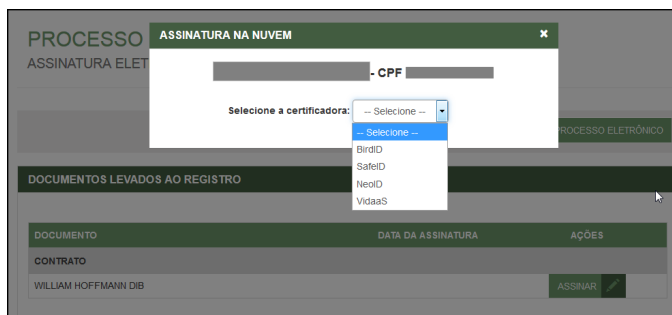 PROCESSO
ASSINATURA ELET
ASSINATURA NA NUVEM
×
- CPF
Selecione a certificadora:
-- Selecione --
-- Selecione --
BirdID
SafeID
NeoID
VidaaS
PROCESSO ELETRÔNICO
DOCUMENTOS LEVADOS AO REGISTRO
DOCUMENTO DATA DA ASSINATURA AÇÕES
CONTRATO
WILLIAM HOFFMANN DIB ASSINAR